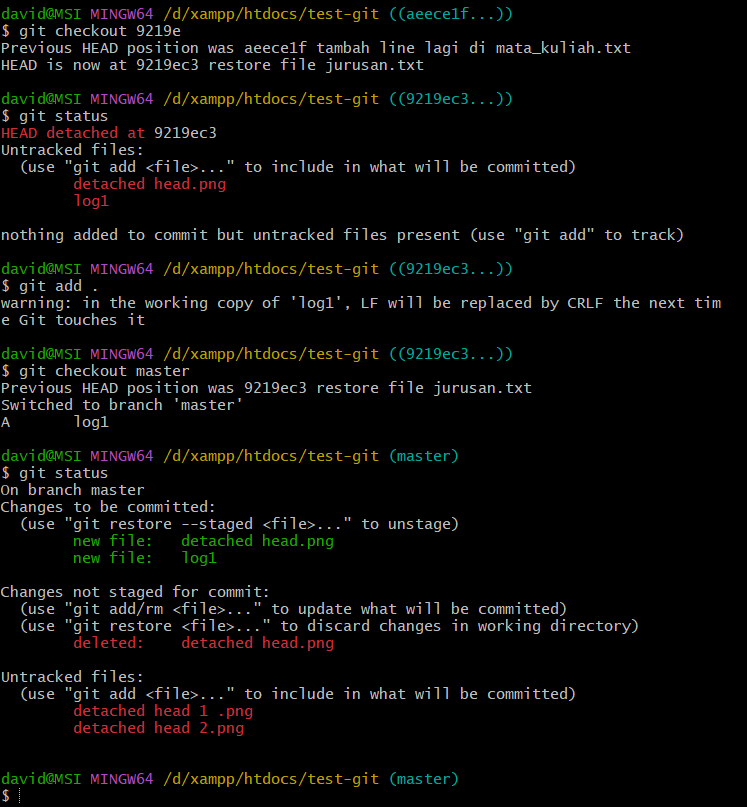 david@MSI MINGW64 /d/xampp/htdocs/test-git ((aeece1f...))
$ git checkout 9219e
Previous HEAD position was aeece1f tambah line lagi di mata_kuliah.txt
HEAD is now at 9219ec3 restore file jurusan.txt

david@MSI MINGW64 /d/xampp/htdocs/test-git ((9219ec3...))
$ git status
HEAD detached at 9219ec3
Untracked files:
  (use "git add <file>..." to include in what will be committed)
        detached head.png
        log1

nothing added to commit but untracked files present (use "git add" to track)

david@MSI MINGW64 /d/xampp/htdocs/test-git ((9219ec3...))
$ git add .
warning: in the working copy of 'log1', LF will be replaced by CRLF the next tim
e Git touches it

david@MSI MINGW64 /d/xampp/htdocs/test-git ((9219ec3...))
$ git checkout master
Previous HEAD position was 9219ec3 restore file jurusan.txt
Switched to branch 'master'
A       log1

david@MSI MINGW64 /d/xampp/htdocs/test-git (master)
$ git status
On branch master
Changes to be committed:
  (use "git restore --staged <file>..." to unstage)
        new file:   detached head.png
        new file:   log1

Changes not staged for commit:
  (use "git add/rm <file>..." to update what will be committed)
  (use "git restore <file>..." to discard changes in working directory)
        deleted:    detached head.png

Untracked files:
  (use "git add <file>..." to include in what will be committed)
        detached head 1 .png
        detached head 2.png

david@MSI MINGW64 /d/xampp/htdocs/test-git (master)
$